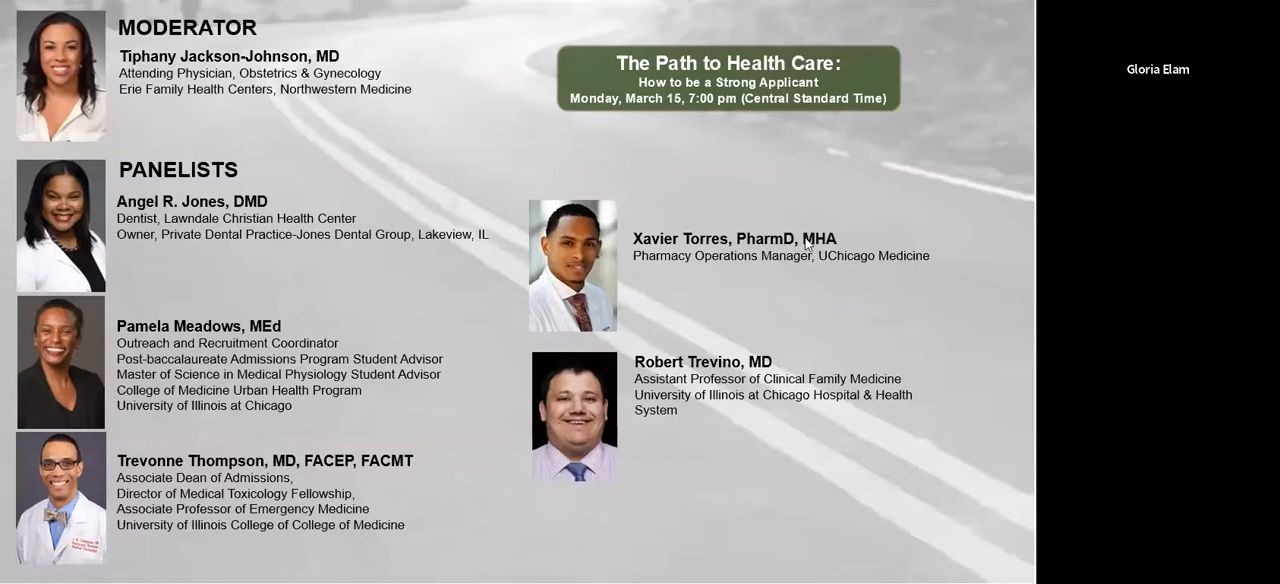 MODERATOR
Tiphany Jackson-Johnson, MD
Attending Physician, Obstetrics & Gynecology
Erie Family Health Centers, Northwestern Medicine
The Path to Health Care:
How to be a Strong Applicant
Monday, March 15, 7:00 pm (Central Standard Time)
Gloria Elam
PANELISTS
Angel R. Jones, DMD
Dentist, Lawndale Christian Health Center
Owner, Private Dental Practice-Jones Dental Group, Lakeview, IL
Pamela Meadows, MEd
Outreach and Recruitment Coordinator
Post-baccalaureate Admissions Program Student Advisor
Master of Science in Medical Physiology Student Advisor
College of Medicine Urban Health Program
University of Illinois at Chicago
Trevonne Thompson, MD, FACEP, FACMT
Associate Dean of Admissions,
Director of Medical Toxicology Fellowship,
Associate Professor of Emergency Medicine
University of Illinois College of College of Medicine
Xavier Torres, PharmD, MHA
Pharmacy Operations Manager, UChicago Medicine
Robert Trevino, MD
Assistant Professor of Clinical Family Medicine
University of Illinois at Chicago Hospital & Health
System